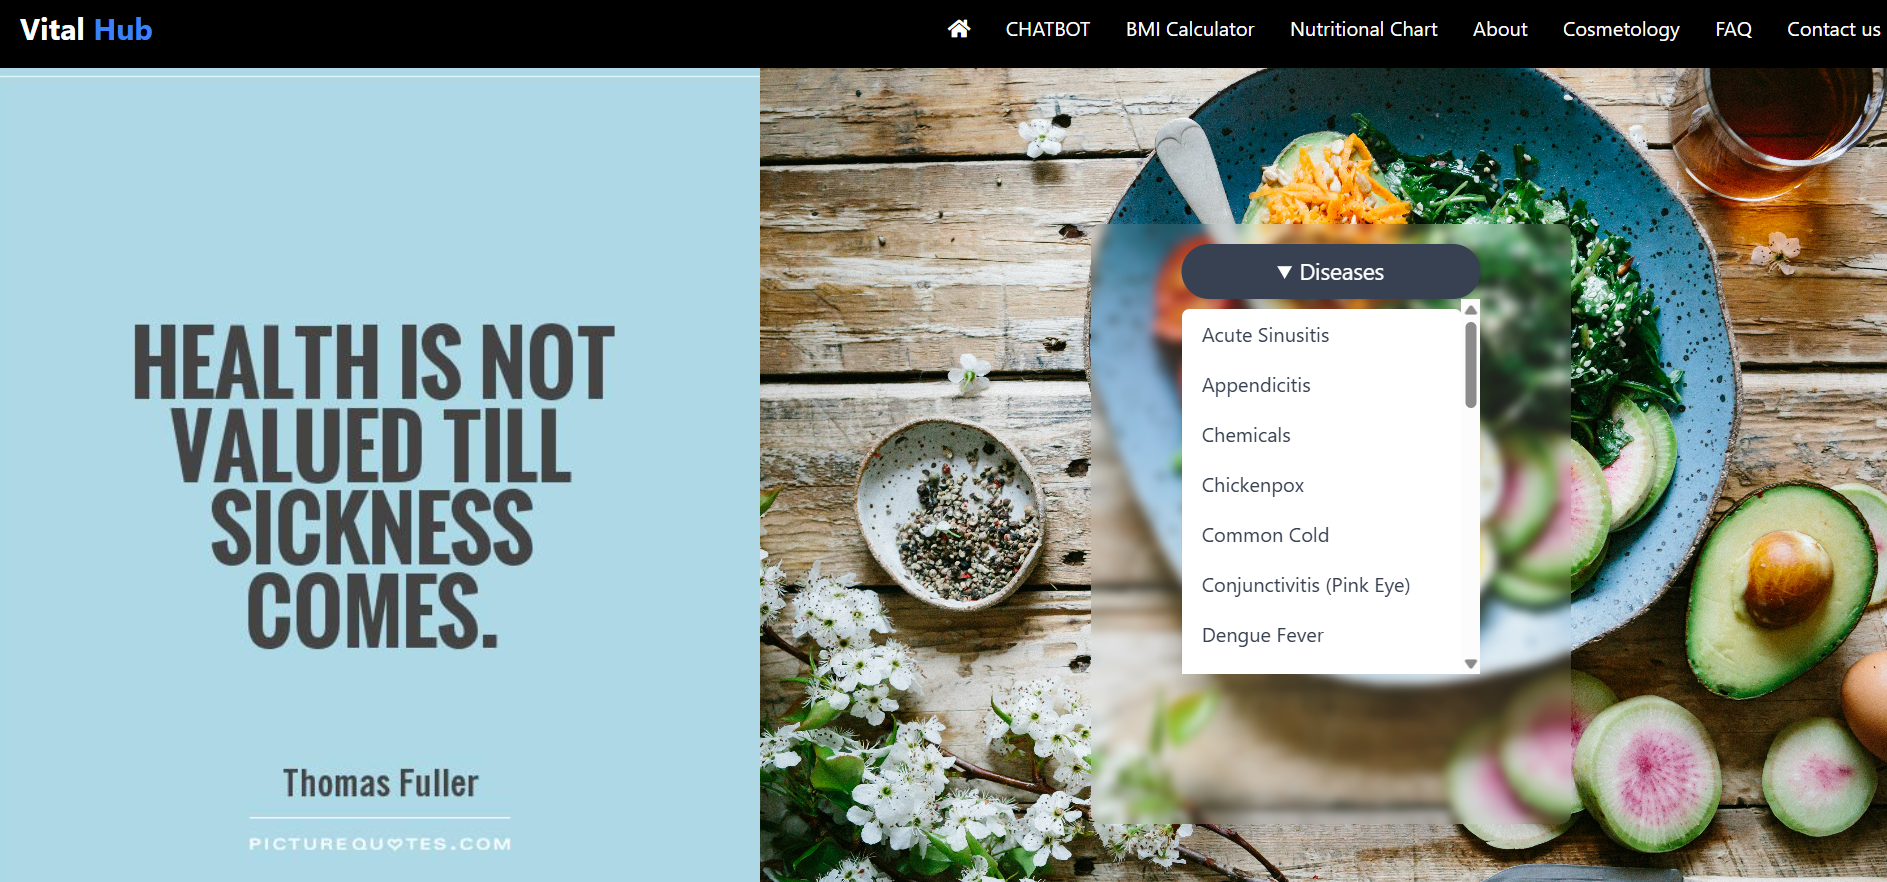 Vital Hub
CHATBOT
BMI Calculator
Nutritional Chart
About
Cosmetology
FAQ
Contact us
HEALTH IS NOT
VALUED TILL
SICKNESS
COMES.
Thomas Fuller
PICTUREQUOTES.COM
▼ Diseases
Acute Sinusitis
Appendicitis
Chemicals
Chickenpox
Common Cold
Conjunctivitis (Pink Eye)
Dengue Fever